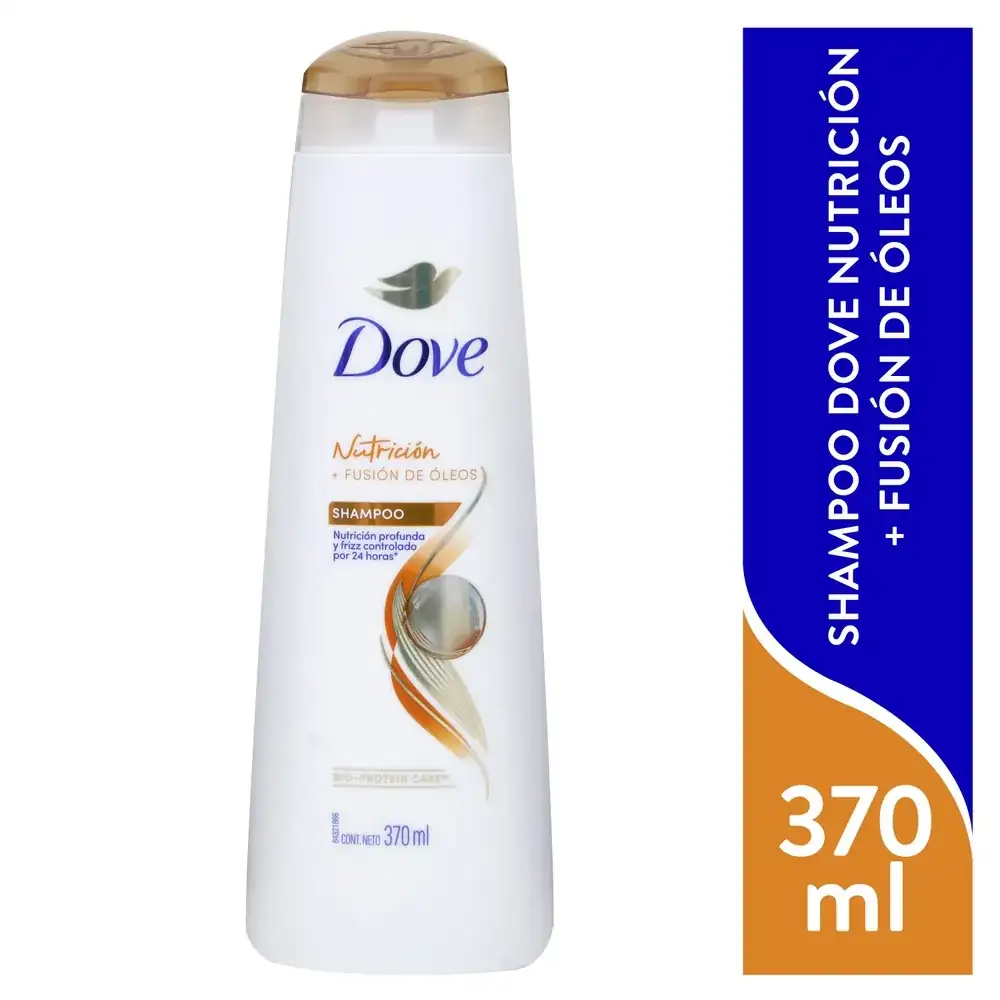 Dove
Nutrición
+ FUSIÓN DE ÓLEOS
SHAMPOO
Nutrición profunda
y frizz controlado
por 24 horas*
BIO-PROTEIN CARE™
84321866
CONT. NETO 370 ml
SHAMPOO DOVE NUTRICIÓN
+ FUSIÓN DE ÓLEOS
370
ml